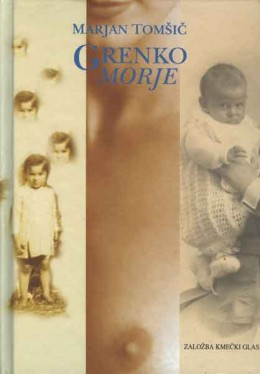 MARJAN TOMŠIČ
GRENKO
MORJE
ZALOŽBA KMEČKI GLAS